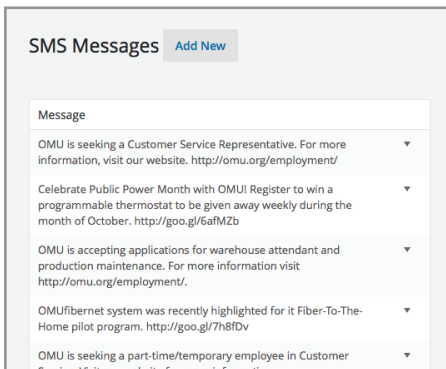 SMS Messages Add New
Message
OMU is seeking a Customer Service Representative. For more
information, visit our website. http://omu.org/employment/
Celebrate Public Power Month with OMU! Register to win a
programmable thermostat to be given away weekly during the
month of October. http://goo.gl/6afMZb
OMU is accepting applications for warehouse attendant and
production maintenance. For more information visit
http://omu.org/employment/.
OMUfibernet system was recently highlighted for it Fiber-To-The-
Home pilot program. http://goo.gl/7h8fDv
OMU is seeking a part-time/temporary employee in Customer